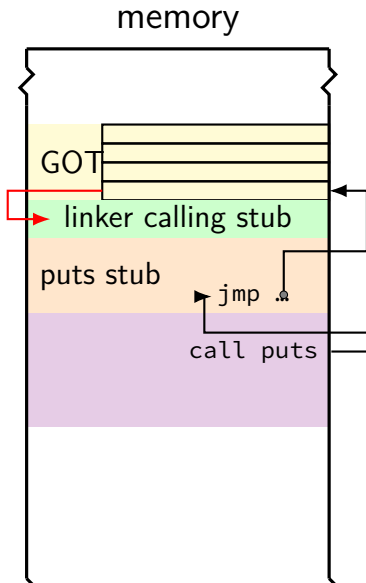 memory
GOT
linker calling stub
puts stub
jmp …
call puts